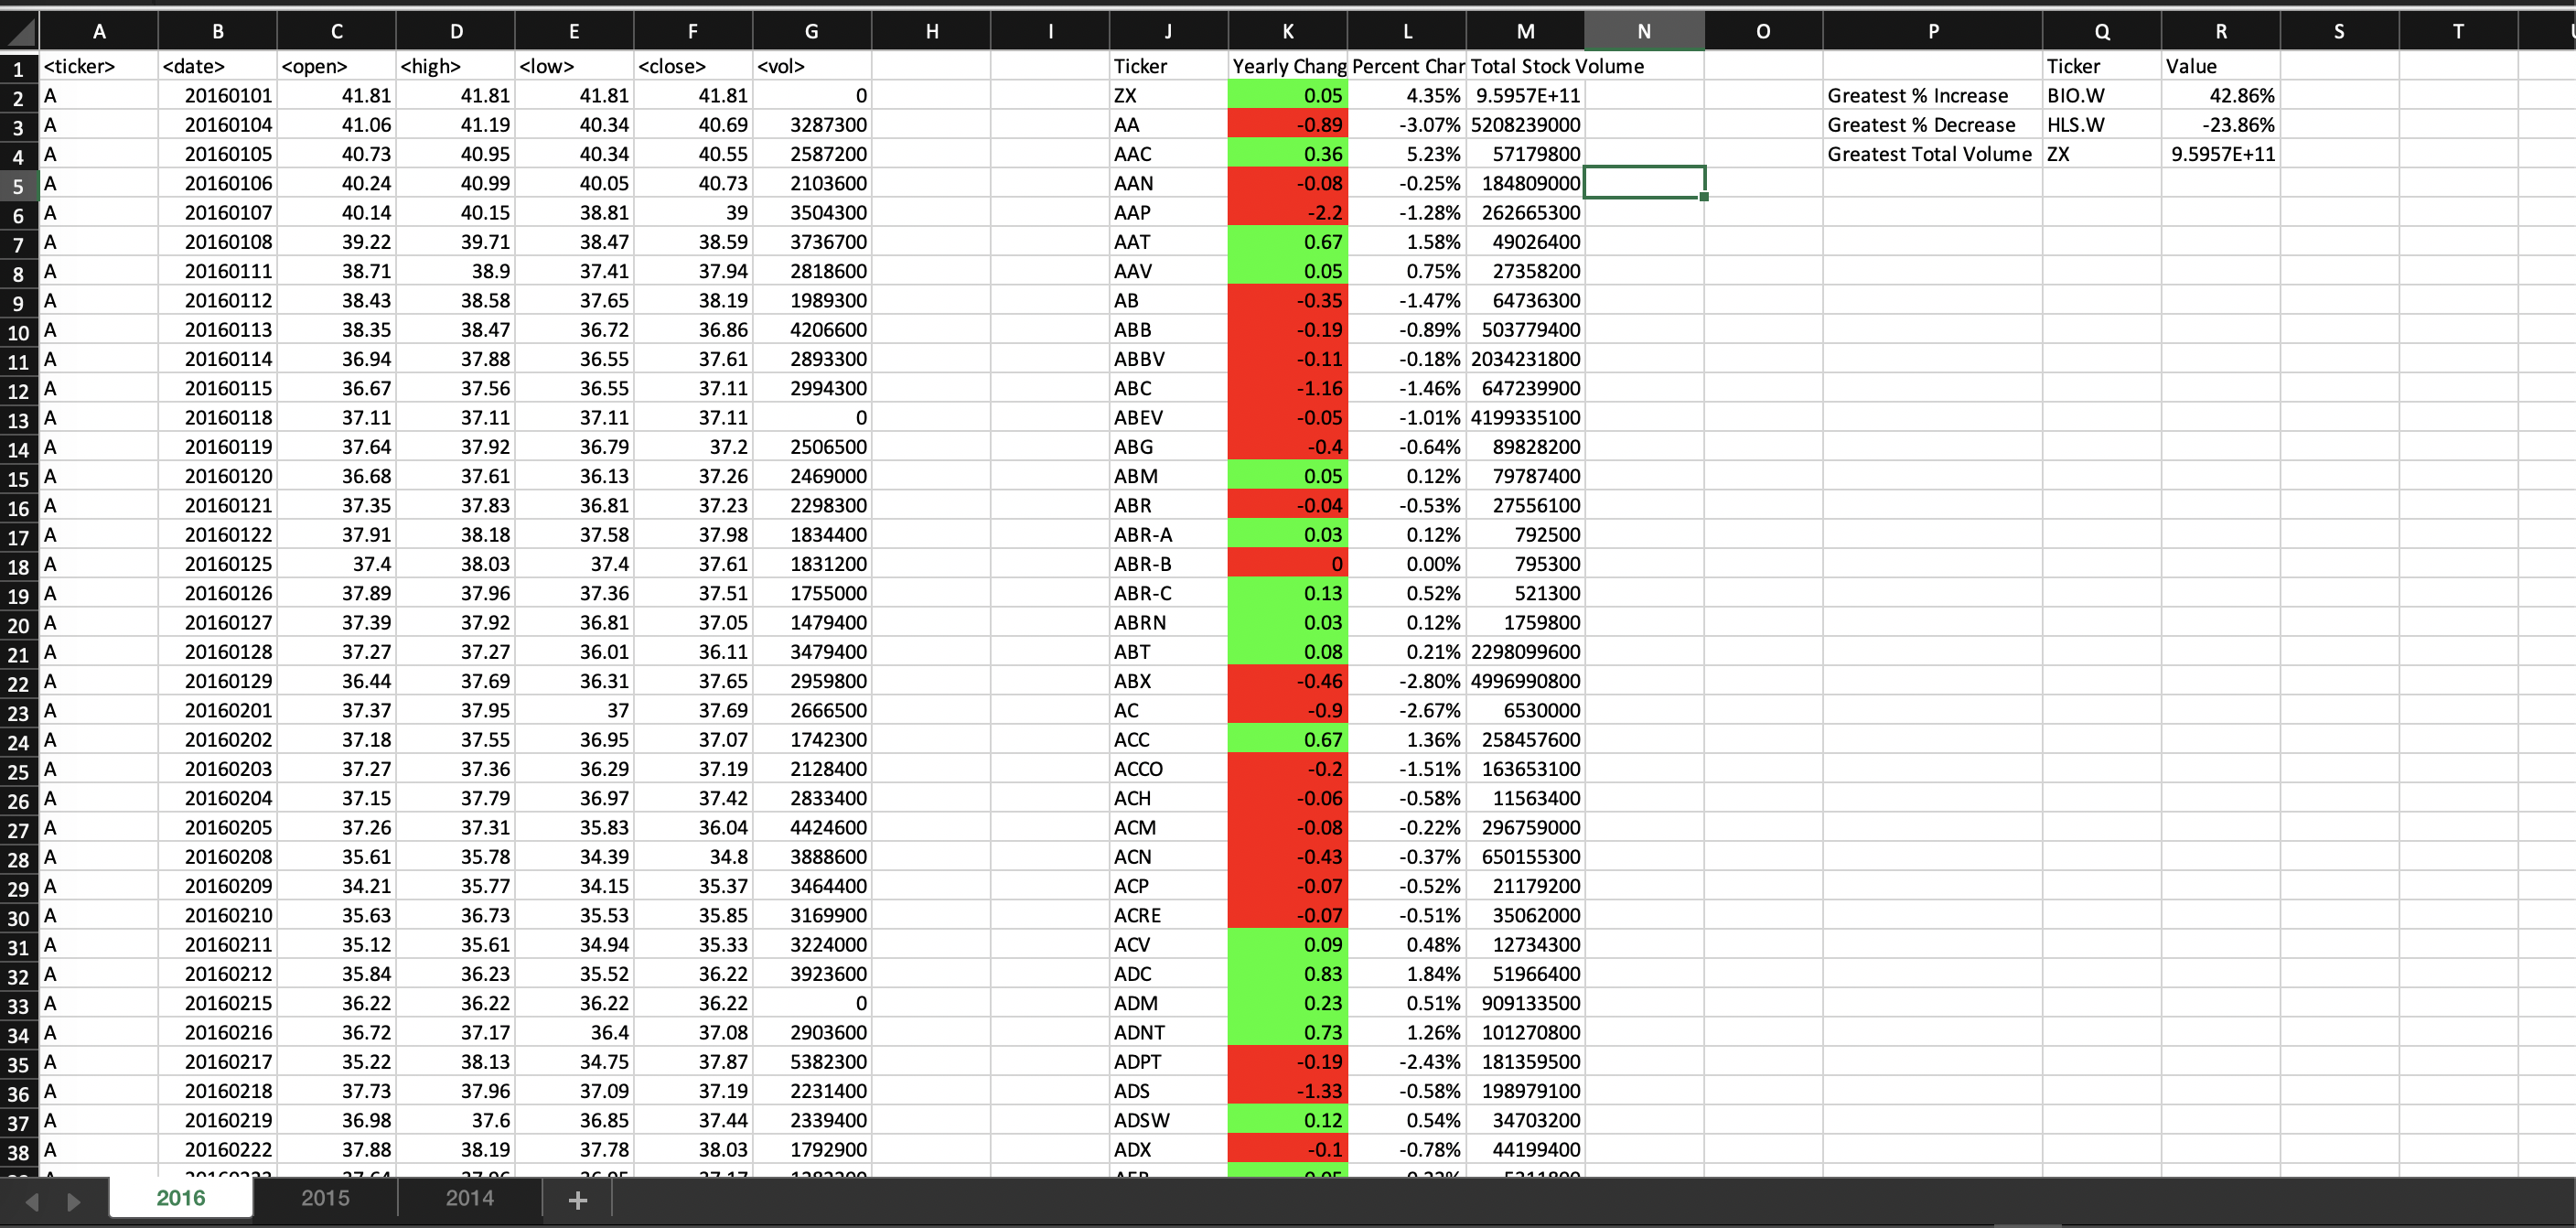 A B C D E F G H I J K L M N O P Q R S T
1 <ticker> <date> <open> <high> <low> <close> <vol> Ticker Yearly Chang Percent Char Total Stock Volume Ticker Value
2 A 20160101 41.81 41.81 41.81 41.81 0 ZX 0.05 4.35% 9.5957E+11 Greatest % Increase BIO.W 42.86%
3 A 20160104 41.06 41.19 40.34 40.69 3287300 AA -0.89 -3.07% 5208239000 Greatest % Decrease HLS.W -23.86%
4 A 20160105 40.73 40.95 40.34 40.55 2587200 AAC 0.36 5.23% 57179800 Greatest Total Volume ZX 9.5957E+11
5 A 20160106 40.24 40.99 40.05 40.73 2103600 AAN -0.08 -0.25% 184809000
6 A 20160107 40.14 40.15 38.81 39 3504300 AAP -2.2 -1.28% 262665300
7 A 20160108 39.22 39.71 38.47 38.59 3736700 AAT 0.67 1.58% 49026400
8 A 20160111 38.71 38.9 37.41 37.94 2818600 AAV 0.05 0.75% 27358200
9 A 20160112 38.43 38.58 37.65 38.19 1989300 AB -0.35 -1.47% 64736300
10 A 20160113 38.35 38.47 36.72 36.86 4206600 ABB -0.19 -0.89% 503779400
11 A 20160114 36.94 37.88 36.55 37.61 2893300 ABBV -0.11 -0.18% 2034231800
12 A 20160115 36.67 37.56 36.55 37.11 2994300 ABC -1.16 -1.46% 647239900
13 A 20160118 37.11 37.11 37.11 37.11 0 ABEV -0.05 -1.01% 4199335100
14 A 20160119 37.64 37.92 36.79 37.2 2506500 ABG -0.4 -0.64% 89828200
15 A 20160120 36.68 37.61 36.13 37.26 2469000 ABM 0.05 0.12% 79787400
16 A 20160121 37.35 37.83 36.81 37.23 2298300 ABR -0.04 -0.53% 27556100
17 A 20160122 37.91 38.18 37.58 37.98 1834400 ABR-A 0.03 0.12% 792500
18 A 20160125 37.4 38.03 37.4 37.61 1831200 ABR-B 0 0.00% 795300
19 A 20160126 37.89 37.96 37.36 37.51 1755000 ABR-C 0.13 0.52% 521300
20 A 20160127 37.39 37.92 36.81 37.05 1479400 ABRN 0.03 0.12% 1759800
21 A 20160128 37.27 37.27 36.01 36.11 3479400 ABT 0.08 0.21% 2298099600
22 A 20160129 36.44 37.69 36.31 37.65 2959800 ABX -0.46 -2.80% 4996990800
23 A 20160201 37.37 37.95 37 37.69 2666500 AC -0.9 -2.67% 6530000
24 A 20160202 37.18 37.55 36.95 37.07 1742300 ACC 0.67 1.36% 258457600
25 A 20160203 37.27 37.36 36.29 37.19 2128400 ACCO -0.2 -1.51% 163653100
26 A 20160204 37.15 37.79 36.97 37.42 2833400 ACH -0.06 -0.58% 11563400
27 A 20160205 37.26 37.31 35.83 36.04 4424600 ACM -0.08 -0.22% 296759000
28 A 20160208 35.61 35.78 34.39 34.8 3888600 ACN -0.43 -0.37% 650155300
29 A 20160209 34.21 35.77 34.15 35.37 3464400 ACP -0.07 -0.52% 21179200
30 A 20160210 35.63 36.73 35.53 35.85 3169900 ACRE -0.07 -0.51% 35062000
31 A 20160211 35.12 35.61 34.94 35.33 3224000 ACV 0.09 0.48% 12734300
32 A 20160212 35.84 36.23 35.52 36.22 3923600 ADC 0.83 1.84% 51966400
33 A 20160215 36.22 36.22 36.22 36.22 0 ADM 0.23 0.51% 909133500
34 A 20160216 36.72 37.17 36.4 37.08 2903600 ADNT 0.73 1.26% 101270800
35 A 20160217 35.22 38.13 34.75 37.87 5382300 ADPT -0.19 -2.43% 181359500
36 A 20160218 37.73 37.96 37.09 37.19 2231400 ADS -1.33 -0.58% 198979100
37 A 20160219 36.98 37.6 36.85 37.44 2339400 ADSW 0.12 0.54% 34703200
38 A 20160222 37.88 38.19 37.78 38.03 1792900 ADX -0.1 -0.78% 44199400
2016 2015 2014 +